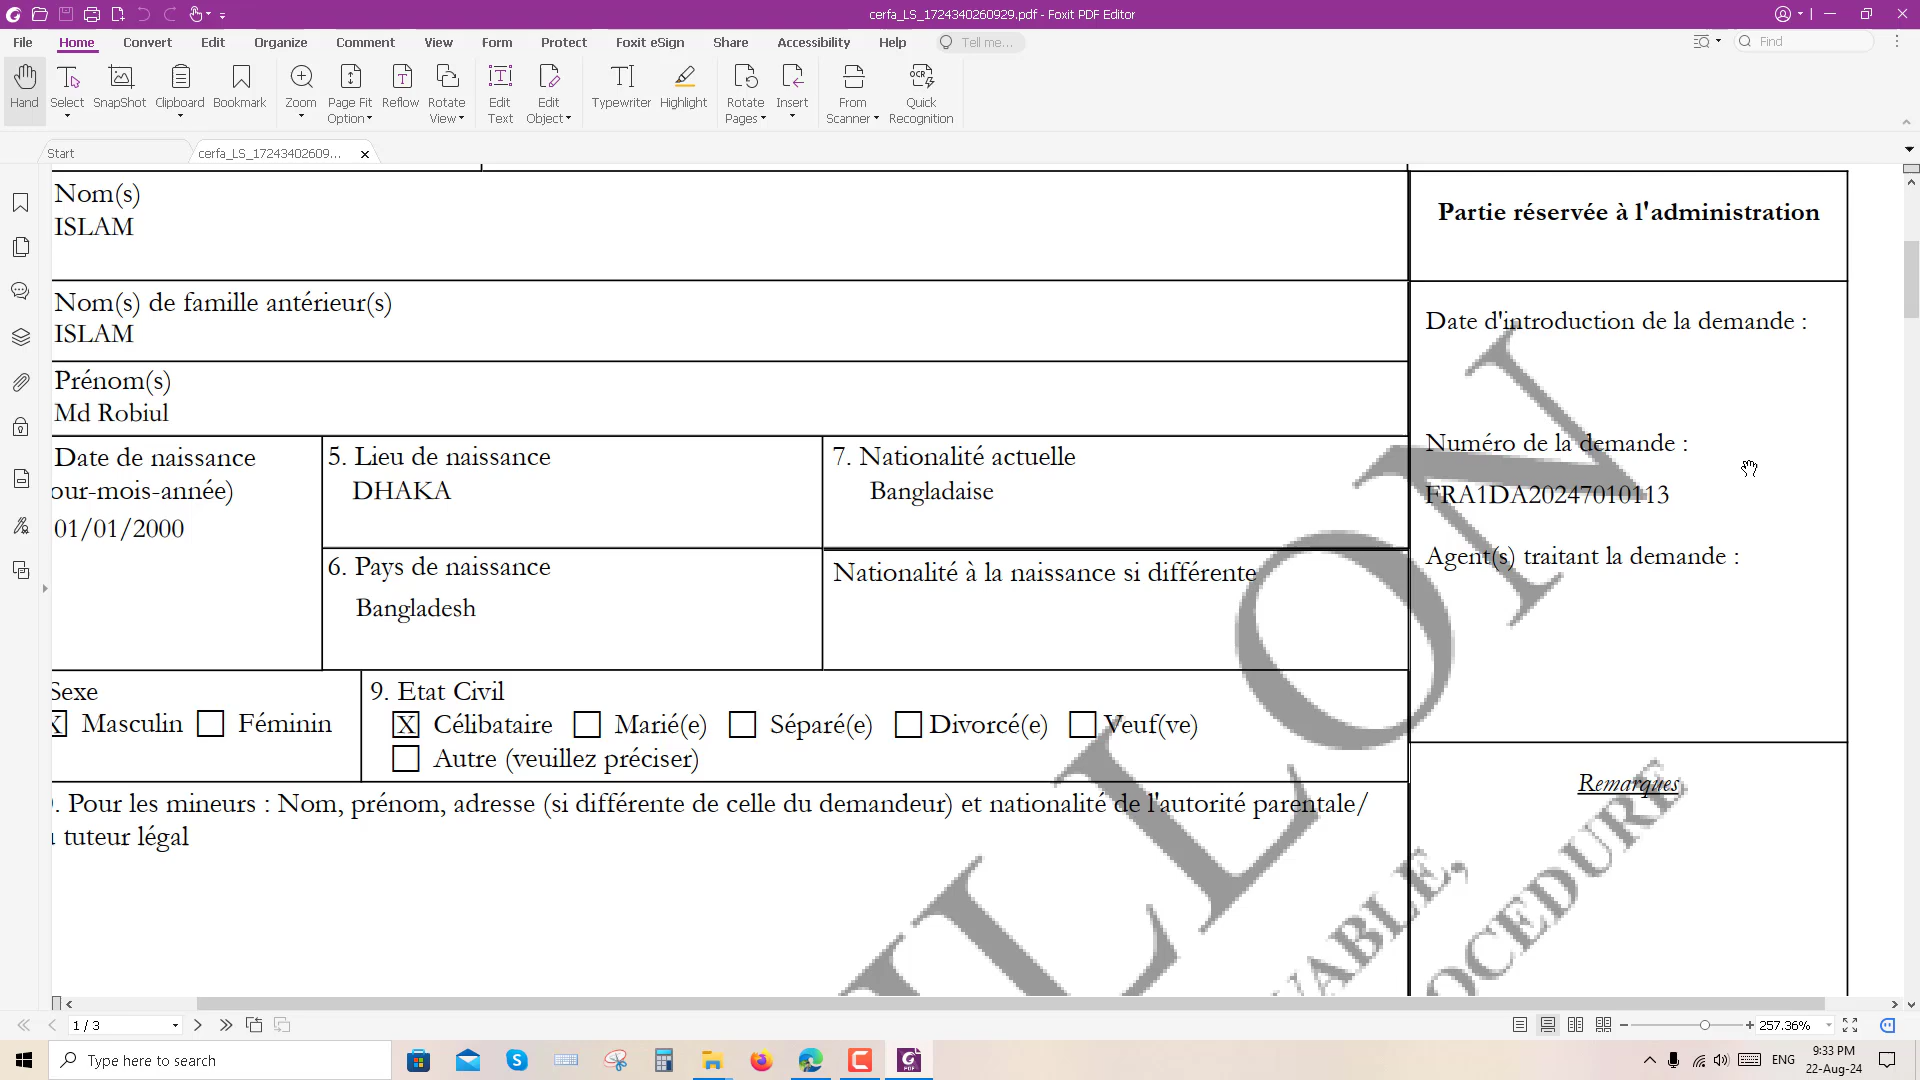 cerfa_LS_1724340260929.pdf - Foxit PDF Editor
File Home Convert Edit Organize Comment View Form Protect Foxit eSign Share Accessibility Help Tell me... Find
Hand Select SnapShot Clipboard Bookmark Zoom Page Fit Option Reflow Rotate View Edit Text Edit Object Typewriter Highlight Rotate Pages Insert From Scanner Quick Recognition
Start cerfa_LS_17243402609...
Nom(s)
ISLAM
Partie réservée à l'administration
Nom(s) de famille antérieur(s)
ISLAM
Prénom(s)
Md Robiul
Date d'introduction de la demande :
Numéro de la demande :
FRA1DA20247010113
Agent(s) traitant la demande :
Date de naissance
our-mois-année)
01/01/2000
5. Lieu de naissance
DHAKA
7. Nationalité actuelle
Bangladaise
6. Pays de naissance
Bangladesh
Nationalité à la naissance si différente
Sexe
X Masculin Féminin
9. Etat Civil
X Célibataire Marié(e) Séparé(e) Divorcé(e) Veuf(ve)
Autre (veuillez préciser)
. Pour les mineurs : Nom, prénom, adresse (si différente de celle du demandeur) et nationalité de l'autorité parentale/
tuteur légal
Remarques
LLON
VABLE,
OCEDURE
1 / 3
257.36%
Type here to search
ENG
9:33 PM
22-Aug-24